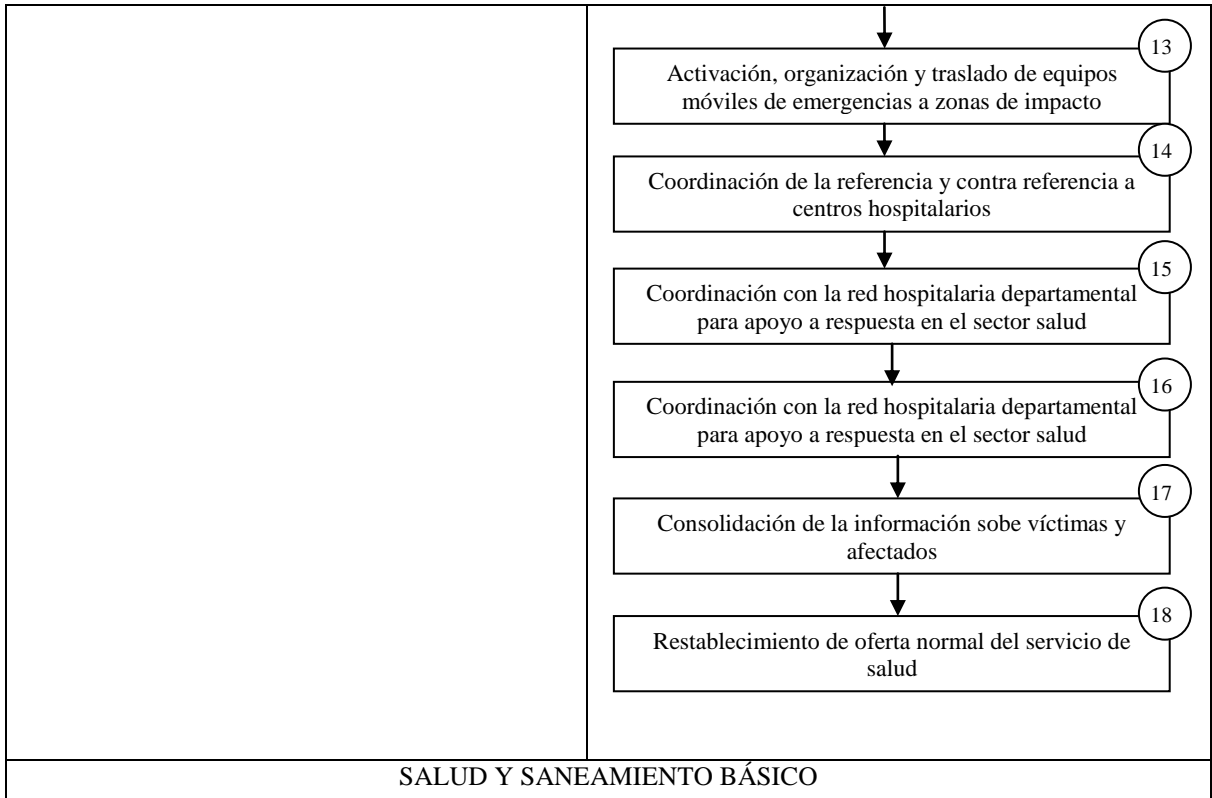 13
Activación, organización y traslado de equipos
móviles de emergencias a zonas de impacto
14
Coordinación de la referencia y contra referencia a
centros hospitalarios
15
Coordinación con la red hospitalaria departamental
para apoyo a respuesta en el sector salud
16
Coordinación con la red hospitalaria departamental
para apoyo a respuesta en el sector salud
17
Consolidación de la información sobe víctimas y
afectados
18
Restablecimiento de oferta normal del servicio de
salud
SALUD Y SANEAMIENTO BÁSICO